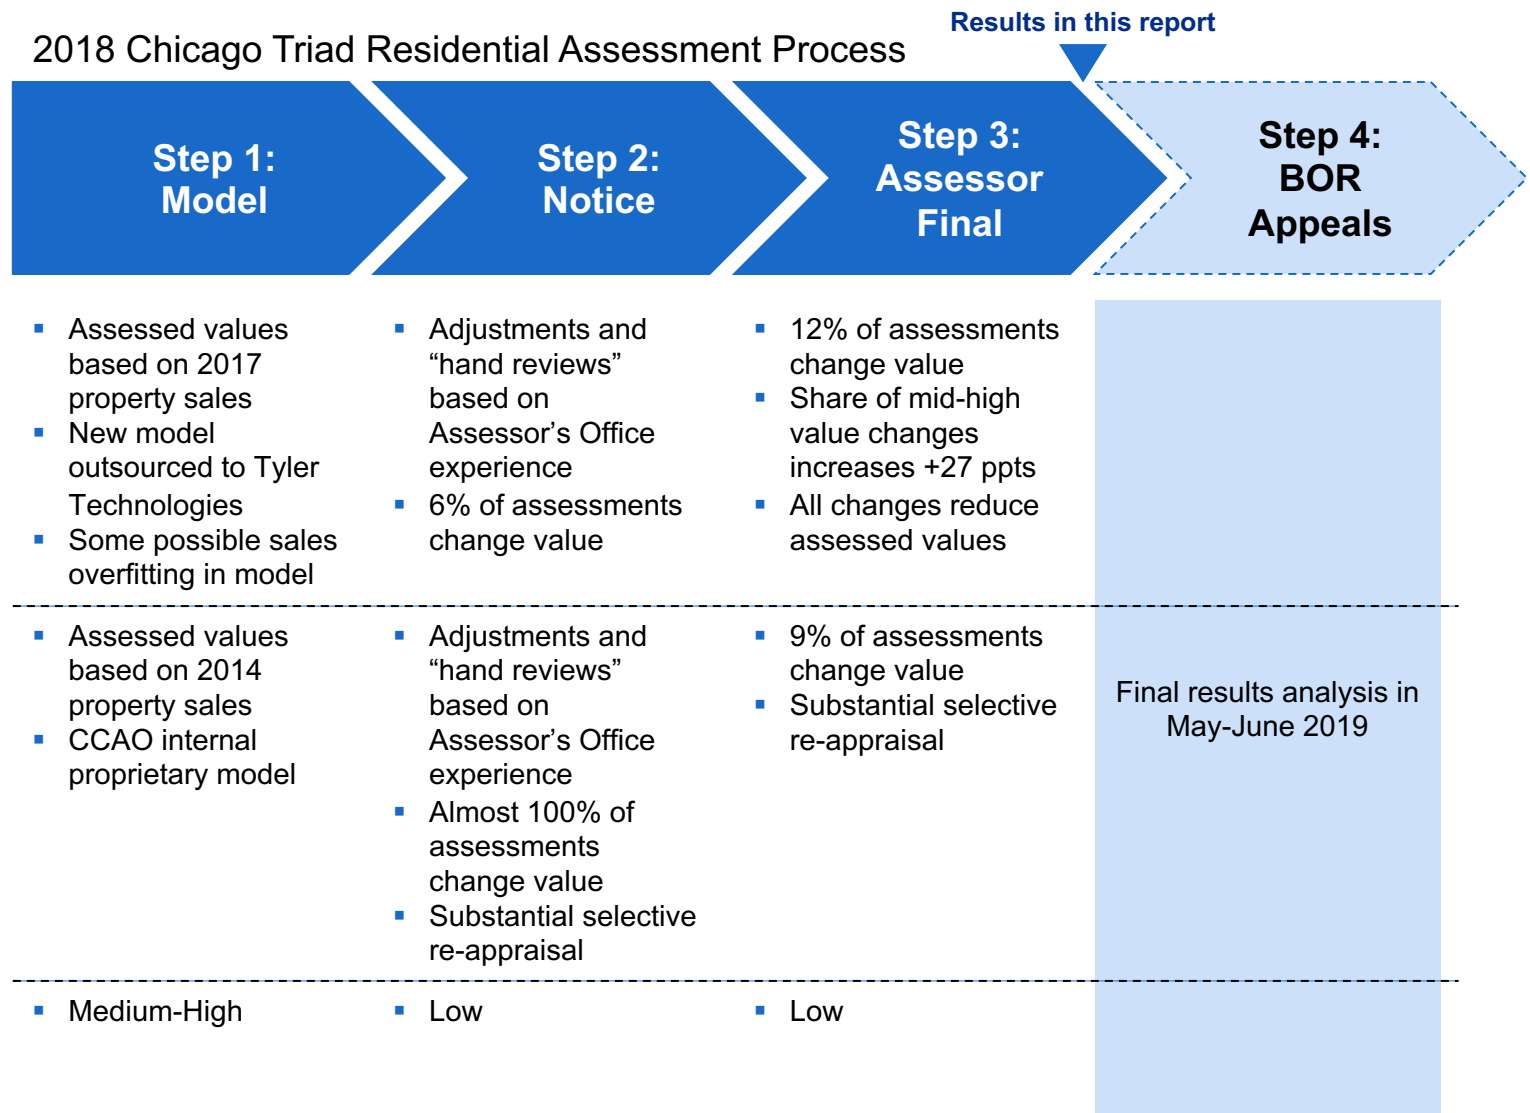 Results in this report
2018 Chicago Triad Residential Assessment Process
Step 1:
Model
Step 2:
Notice
Step 3:
Assessor
Final
Step 4:
BOR
Appeals
▪ Assessed values
based on 2017
property sales
▪ New model
outsourced to Tyler
Technologies
▪ Some possible sales
overfitting in model
▪ Adjustments and
“hand reviews”
based on
Assessor’s Office
experience
▪ 6% of assessments
change value
▪ 12% of assessments
change value
▪ Share of mid-high
value changes
increases +27 ppts
▪ All changes reduce
assessed values
▪ Assessed values
based on 2014
property sales
▪ CCAO internal
proprietary model
▪ Adjustments and
“hand reviews”
based on
Assessor’s Office
experience
▪ Almost 100% of
assessments
change value
▪ Substantial selective
re-appraisal
▪ 9% of assessments
change value
▪ Substantial selective
re-appraisal
Final results analysis in
May-June 2019
▪ Medium-High
▪ Low
▪ Low